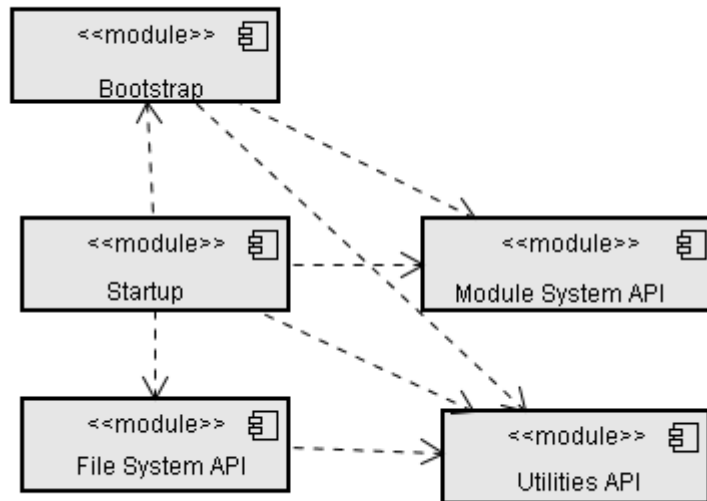 <<module>>
Bootstrap
<<module>>
Startup
<<module>>
Module System API
<<module>>
File System API
<<module>>
Utilities API